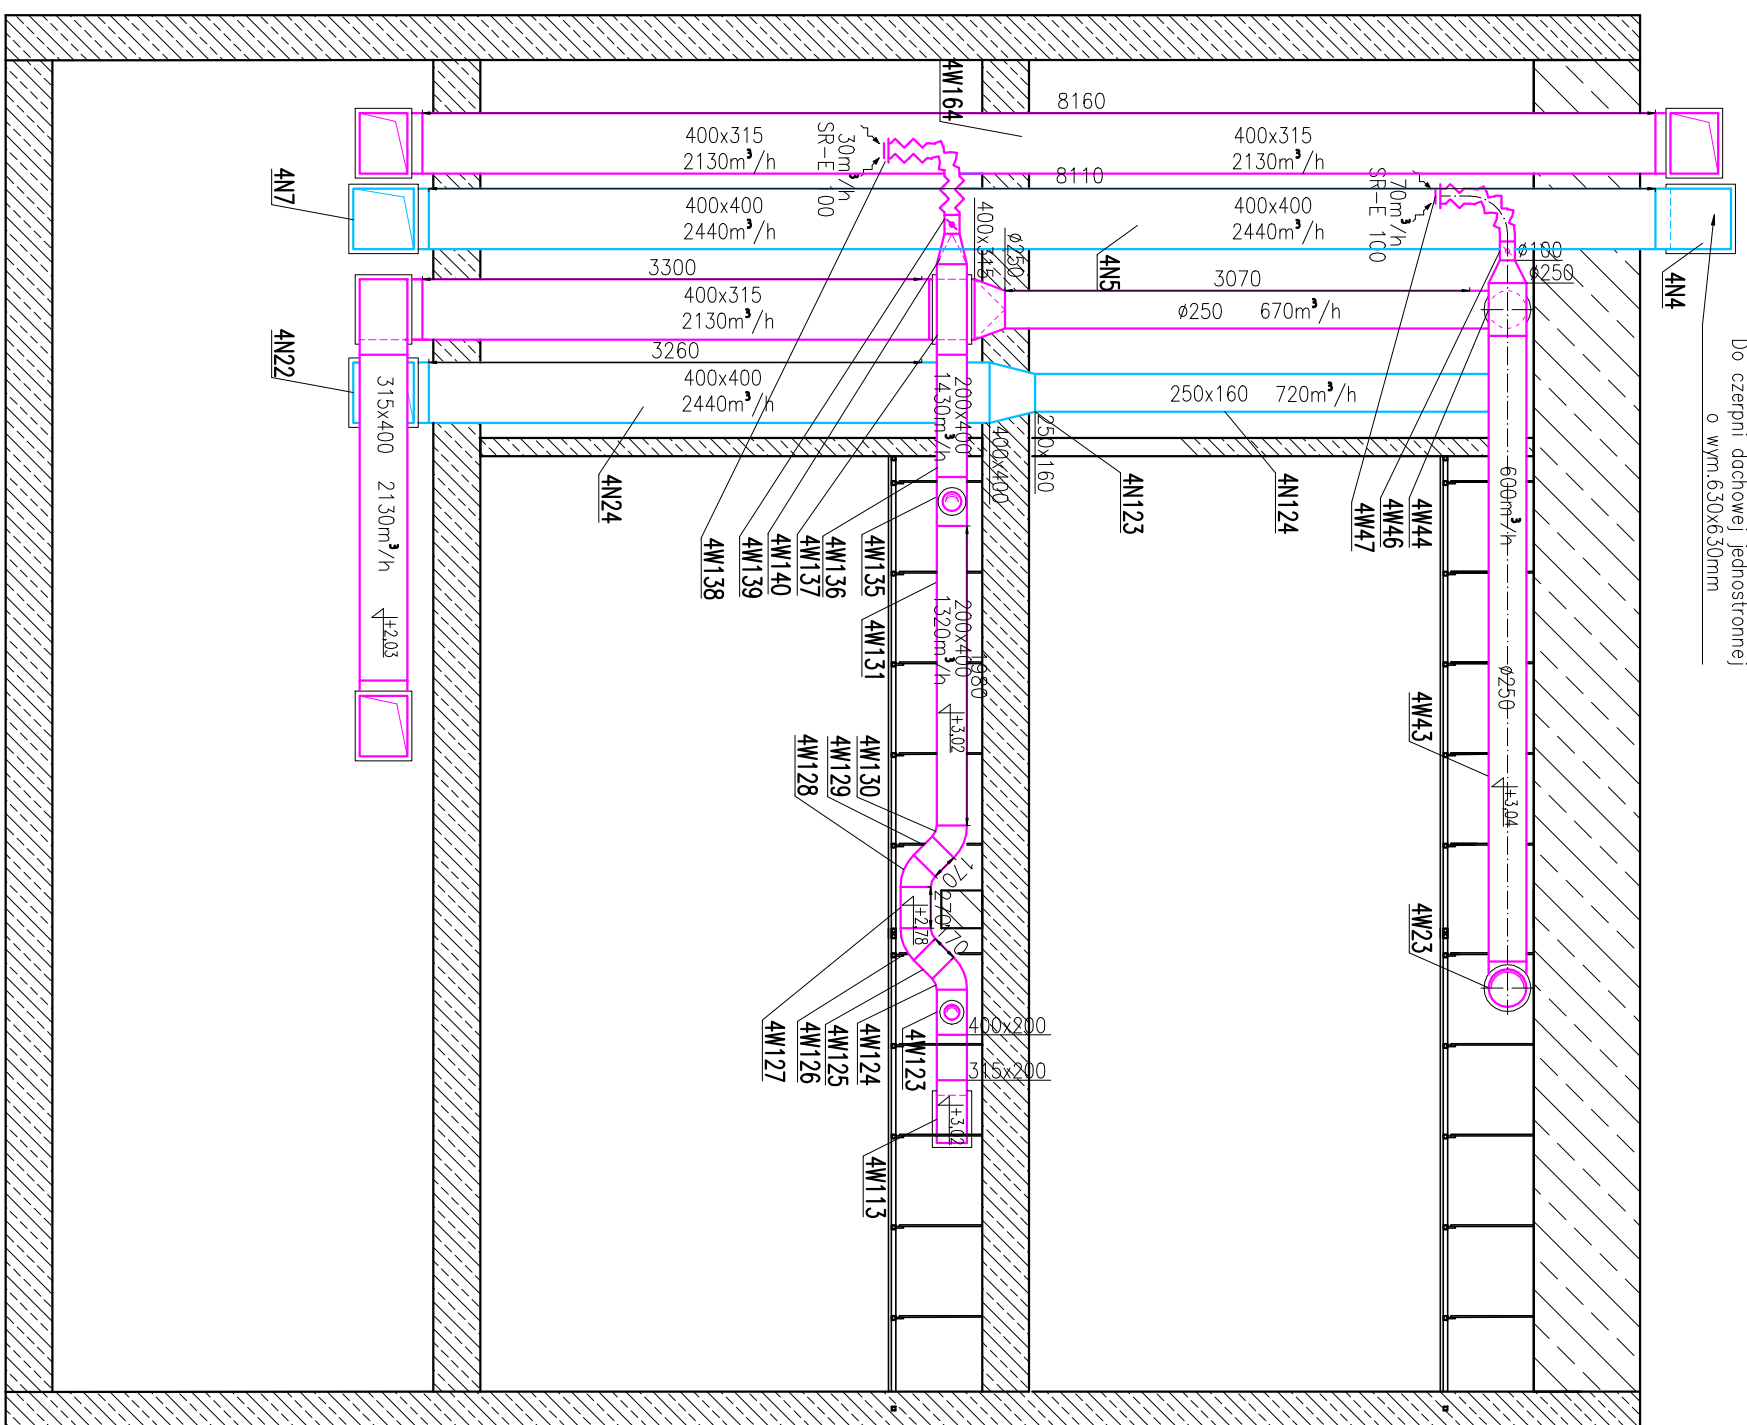 Do czerpni dachowej jednostronnej
o wym.630x630mm
4W164
8160
400x315
2130m³/h
400x315
2130m³/h
30m³/h
SR-E 100
8110
70m³/h
SR-E 100
4N7
400x400
2440m³/h
400x400
2440m³/h
400x315
ø250
4N5
4N4
ø180
ø250
3300
400x315
2130m³/h
3070
ø250 670m³/h
4N22
3260
400x400
2440m³/h
250x160 720m³/h
315x400 2130m³/h
+2,03
200x400
1430m³/h
400x400
250x160
4N24
4N123
4N124
4W138
4W139
4W140
4W137
4W136
4W135
4W47
4W46
4W44
600m³/h
ø250
4W131
200x400
1320m³/h
1980
+3,02
4W43
+3,04
4W128
4W129
4W130
170
270
+2,78
170
4W23
4W127
4W126
4W125
4W124
4W123
400x200
315x200
+3,02
4W113